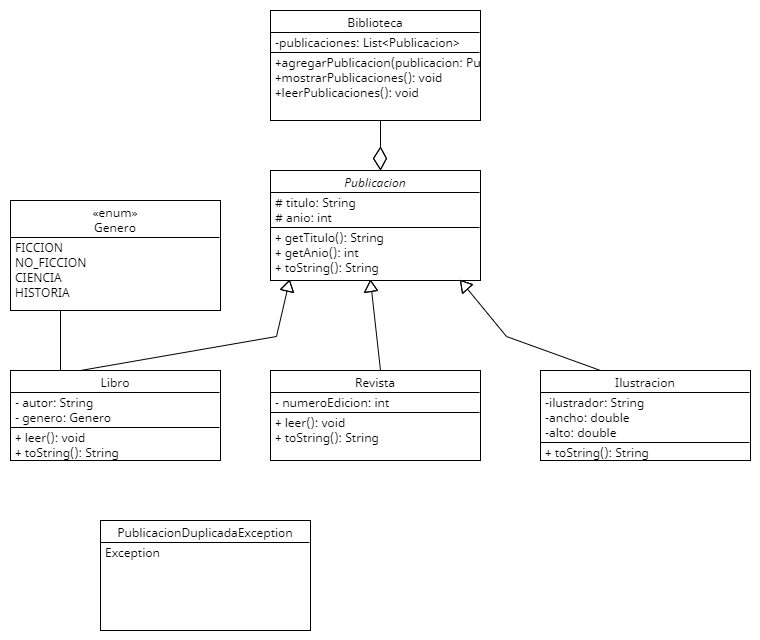 Biblioteca
-publicaciones: List<Publicacion>
+agregarPublicacion(publicacion: Pu
+mostrarPublicaciones(): void
+leerPublicaciones(): void
Publicacion
# titulo: String
# anio: int
+ getTitulo(): String
+ getAnio(): int
+ toString(): String
«enum»
Genero
FICCION
NO_FICCION
CIENCIA
HISTORIA
Libro
- autor: String
- genero: Genero
+ leer(): void
+ toString(): String
Revista
- numeroEdicion: int
+ leer(): void
+ toString(): String
Ilustracion
-ilustrador: String
-ancho: double
-alto: double
+ toString(): String
PublicacionDuplicadaException
Exception